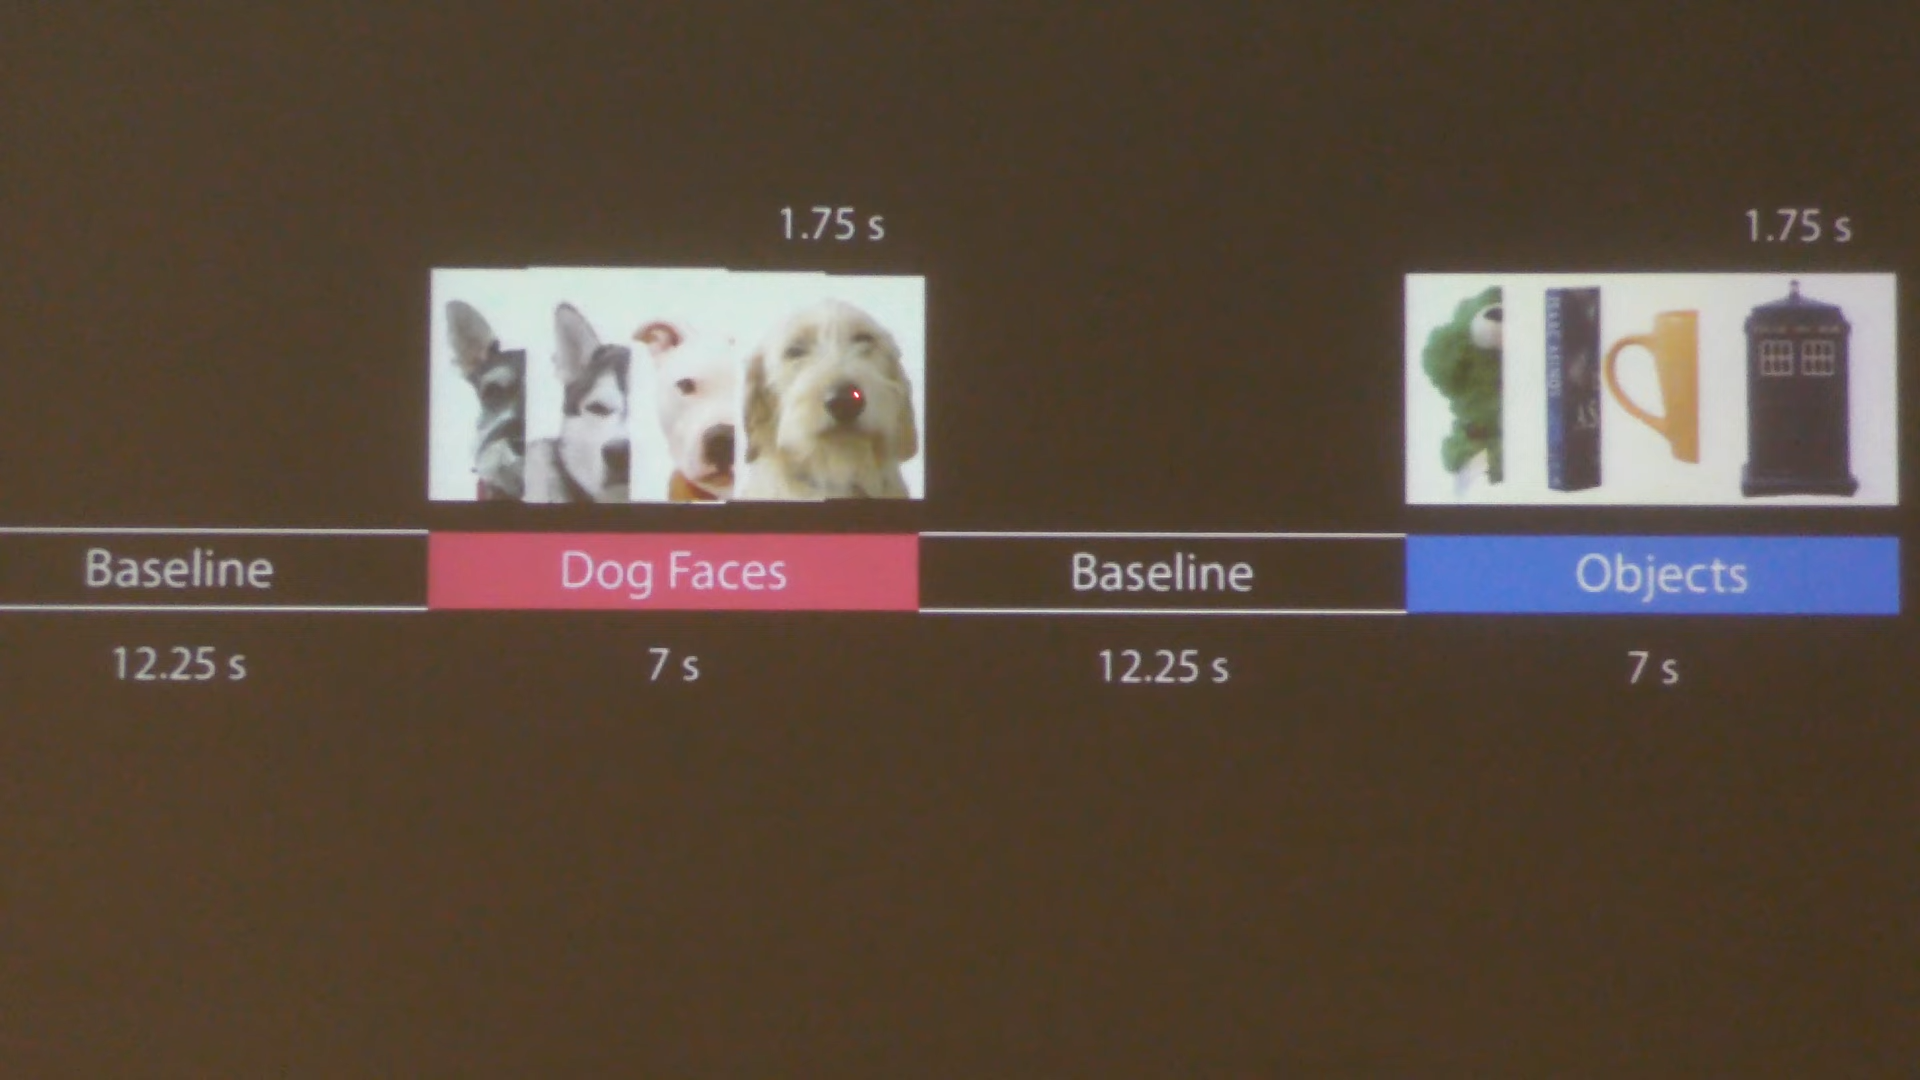 1.75 s
1.75 s
Baseline
Dog Faces
Baseline
Objects
12.25 s
7 s
12.25 s
7 s